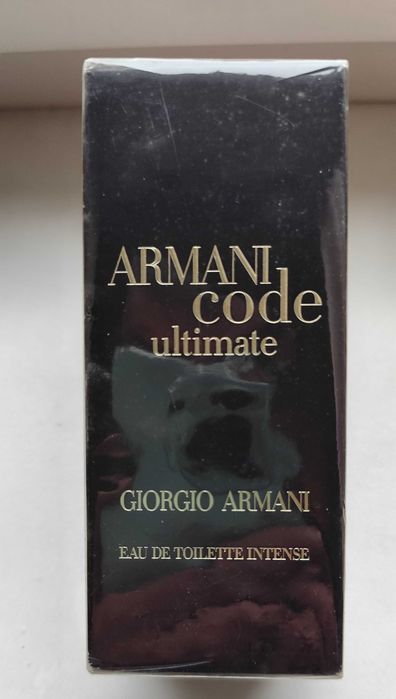 ARMANI
code
ultimate
GIORGIO ARMANI
EAU DE TOILETTE INTENSE